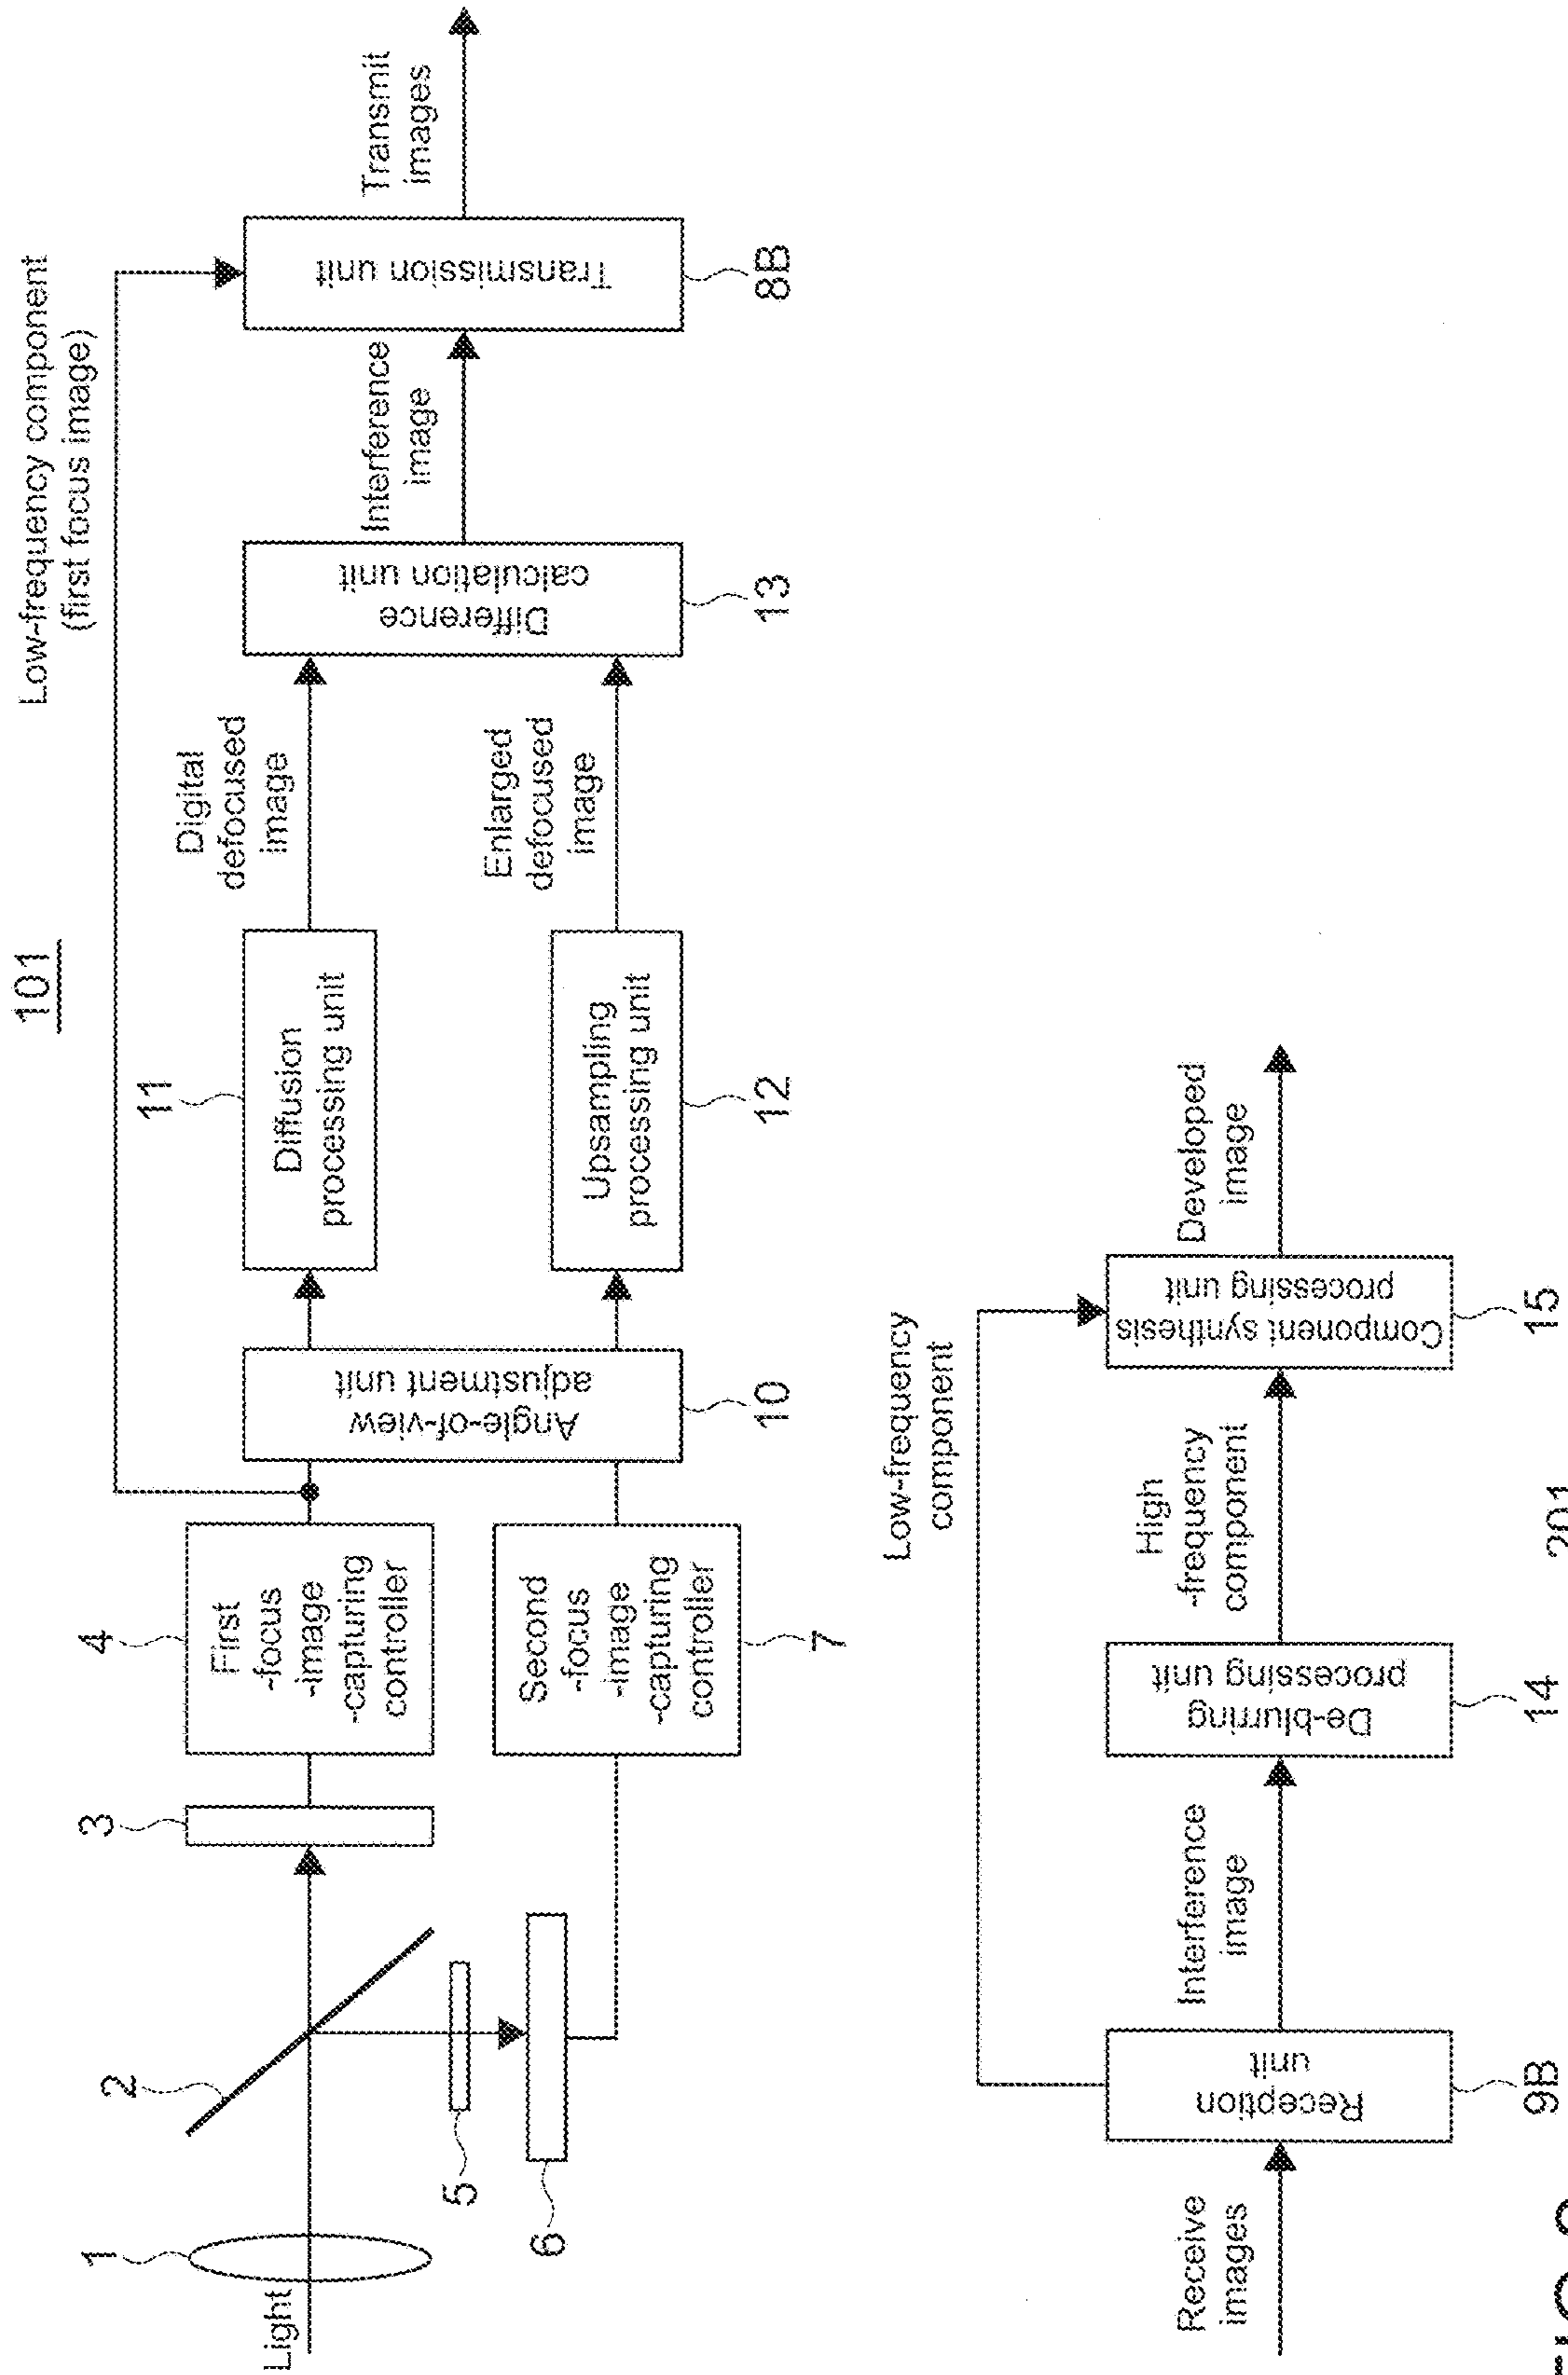 101
Low-frequency component
(first focus image)
Light
1
2
3
4
5
6
7
First
-focus
-image
-capturing
controller
Second
-focus
-image
-capturing
controller
Angle-of-view
adjustment unit
10
11
Diffusion
processing unit
Upsampling
processing unit
12
Digital
defocused
image
Enlarged
defocused
image
Difference
calculation unit
13
Interference
image
Transmission unit
8B
Transmit
images
Receive
images
Reception
unit
9B
Interference
image
Low-frequency
component
De-blurring
processing unit
14
High
-frequency
component
Component synthesis
processing unit
15
Developed
image
201